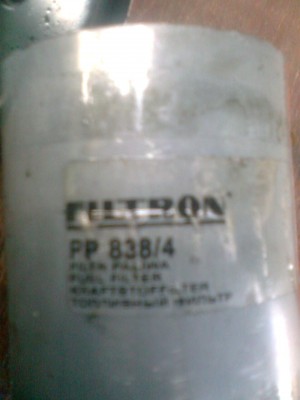 FILTRON
PP 838/4
FILTR PALIWA
FUEL FILTER
KRAFTSTOFFILTER
ТОПЛИВНЫЙ ФИЛЬТР